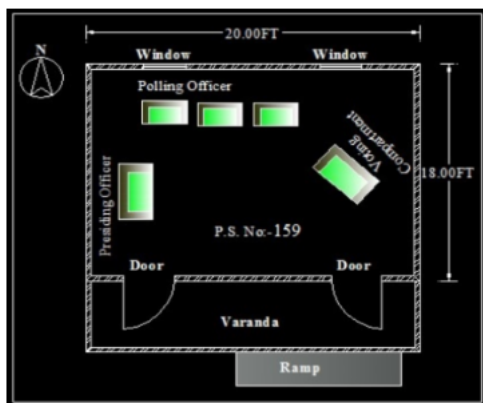 20.00FT
Window
Window
N
Polling Officer
Voting
Compartment
18.00FT
Presiding Officer
P.S. No:-159
Door
Door
Varanda
Ramp